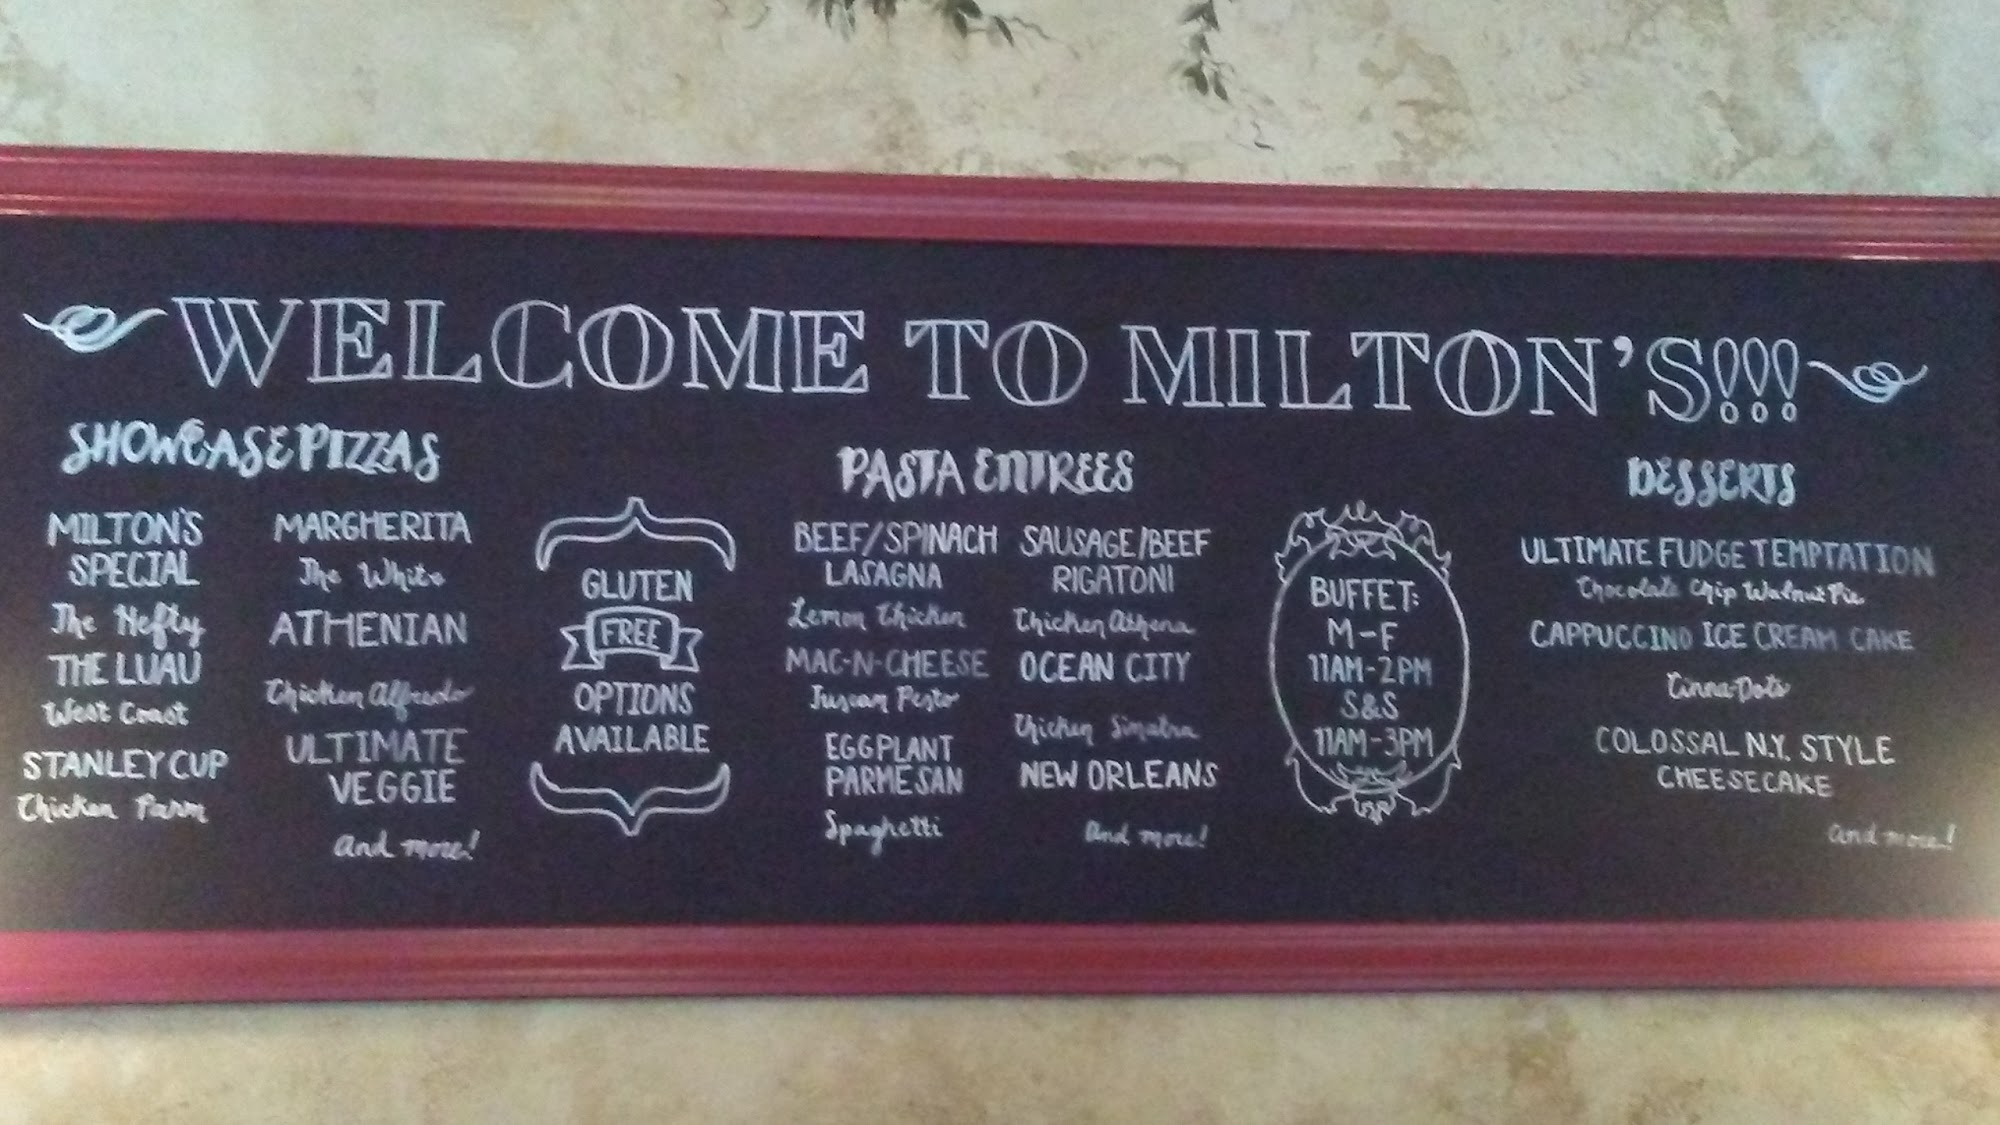 WELCOME TO MILTON'S!!!
SHOWCASE PIZZAS
MILTON'S
SPECIAL
The Hefty
THE LUAU
West Coast
STANLEY CUP
Chicken Parm
MARGHERITA
The White
ATHENIAN
Chicken Alfredo
ULTIMATE
VEGGIE
And more!
GLUTEN
FREE
OPTIONS
AVAILABLE
PASTA ENTREES
BEEF/SPINACH
LASAGNA
Lemon Chicken
MAC-N-CHEESE
Tuscan Pesto
EGGPLANT
PARMESAN
Spaghetti
SAUSAGE/BEEF
RIGATONI
Chicken Athena
OCEAN CITY
Chicken Sinatra
NEW ORLEANS
And more!
BUFFET:
M-F
11AM-2PM
S&S
11AM-3PM
DESSERTS
ULTIMATE FUDGE TEMPTATION
Chocolate Chip Walnut Pie
CAPPUCCINO ICE CREAM CAKE
Cinna-Dots
COLOSSAL N.Y. STYLE
CHEESECAKE
And more!